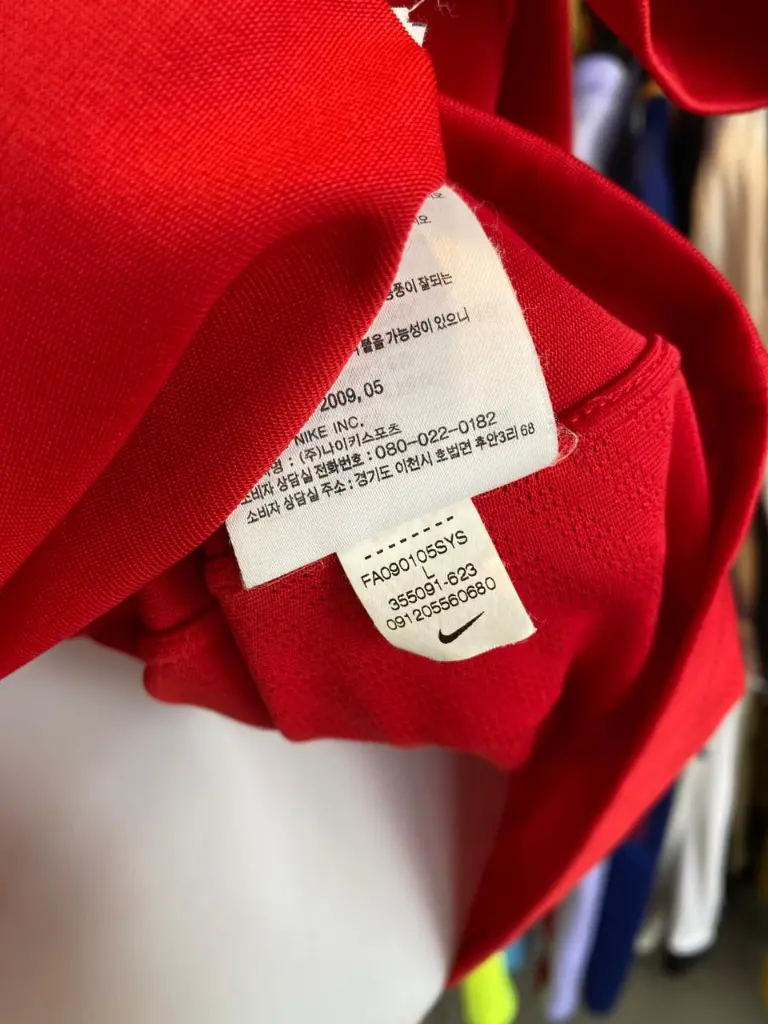 이 잘되는
가능성이 있으니
2009, 05
NIKE INC.
명 : (주)나이키스포츠
소비자 상담실 전화번호 : 080-022-0182
소비자 상담실 주소 : 경기도 이천시 호법면 후안3리 68
FA090105SYS
L
355091-623
091205560680